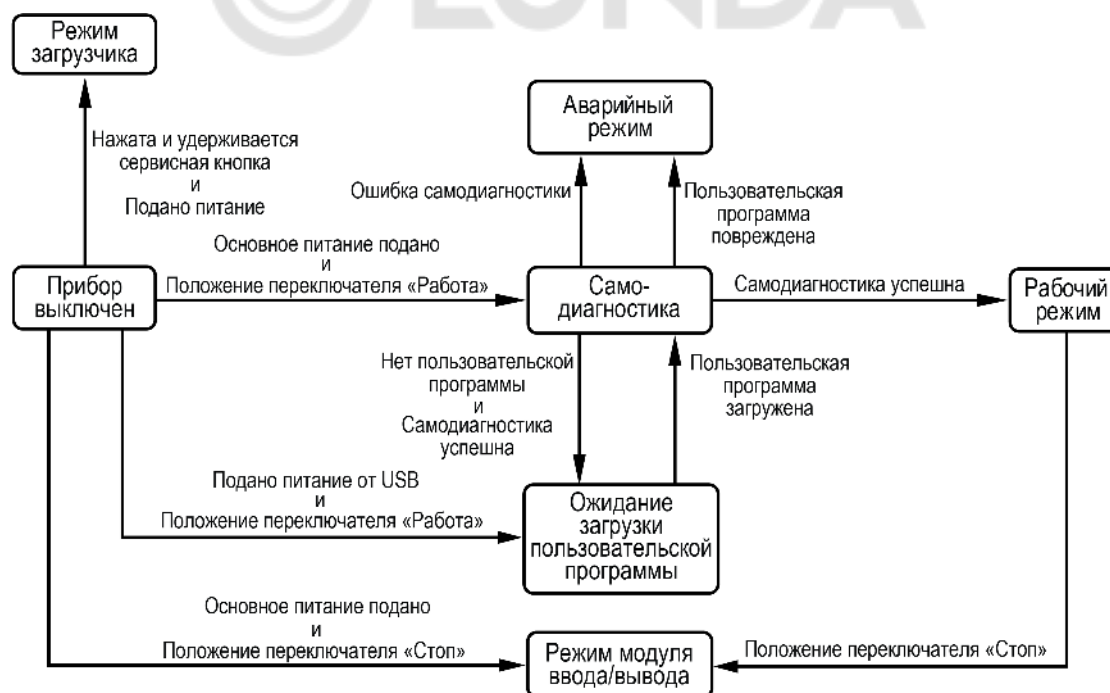 LUNDA
Режим
загрузчика
Аварийный
режим
Нажата и удерживается
сервисная кнопка
и
Подано питание
Ошибка самодиагностики
Пользовательская
программа
повреждена
Основное питание подано
и
Положение переключателя «Работа»
Прибор
выключен
Само-
диагностика
Самодиагностика успешна
Рабочий
режим
Нет пользовательской
программы
и
Самодиагностика
успешна
Пользовательская
программа
загружена
Подано питание от USB
и
Положение переключателя «Работа»
Ожидание
загрузки
пользовательской
программы
Основное питание подано
и
Положение переключателя «Стоп»
Режим модуля
ввода/вывода
Положение переключателя «Стоп»